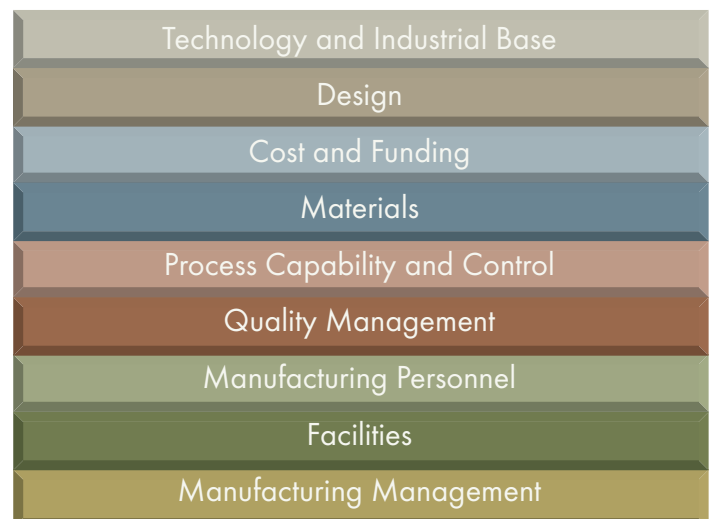 Technology and Industrial Base
Design
Cost and Funding
Materials
Process Capability and Control
Quality Management
Manufacturing Personnel
Facilities
Manufacturing Management